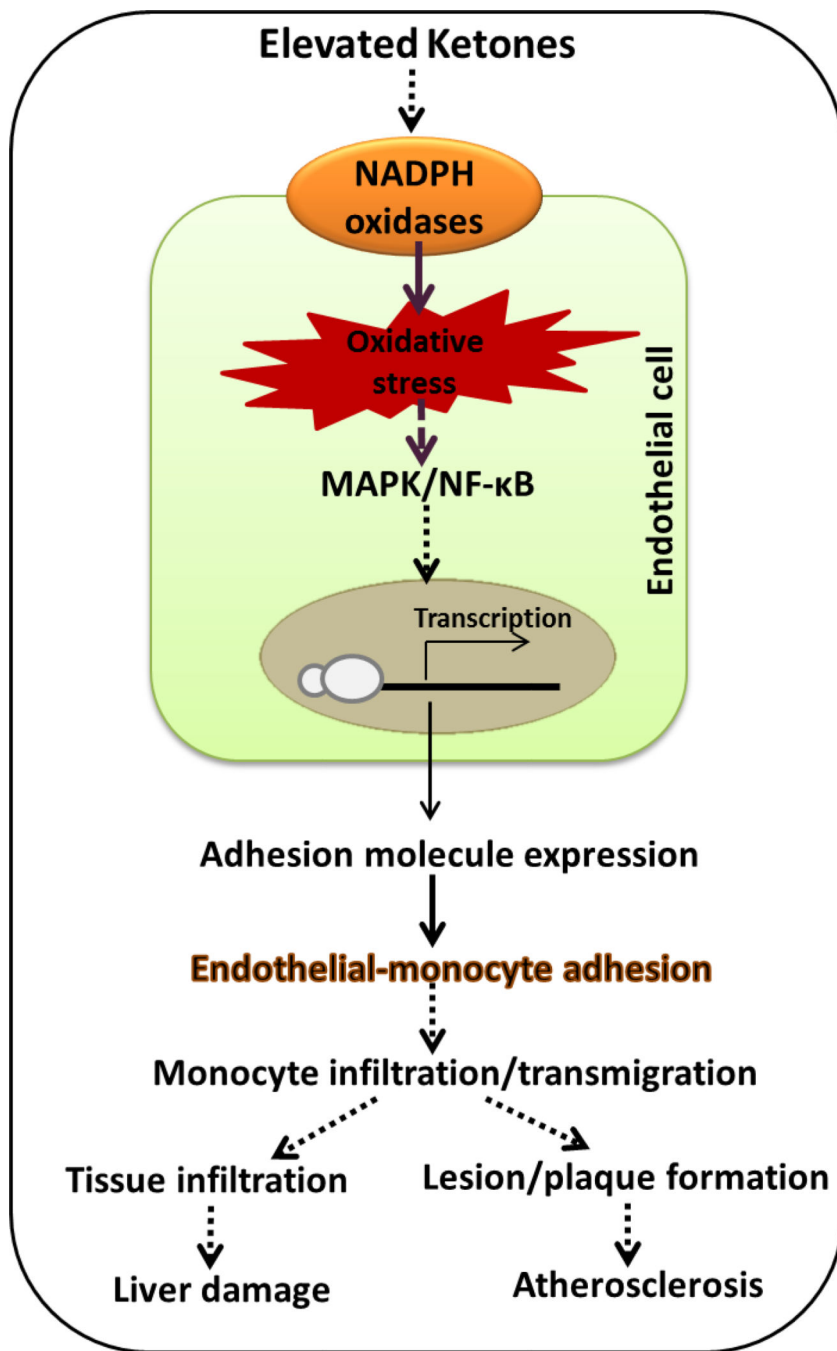 Elevated Ketones
NADPH
oxidases
Oxidative
stress
MAPK/NF-κB
Endothelial cell
Transcription
Adhesion molecule expression
Endothelial-monocyte adhesion
Monocyte infiltration/transmigration
Tissue infiltration
Lesion/plaque formation
Liver damage
Atherosclerosis